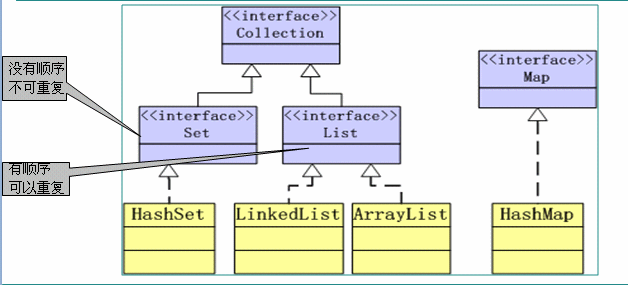 <<interface>>
Collection
<<interface>>
Map
没有顺序
不可重复
<<interface>>
Set
<<interface>>
List
有顺序
可以重复
HashSet
LinkedList
ArrayList
HashMap